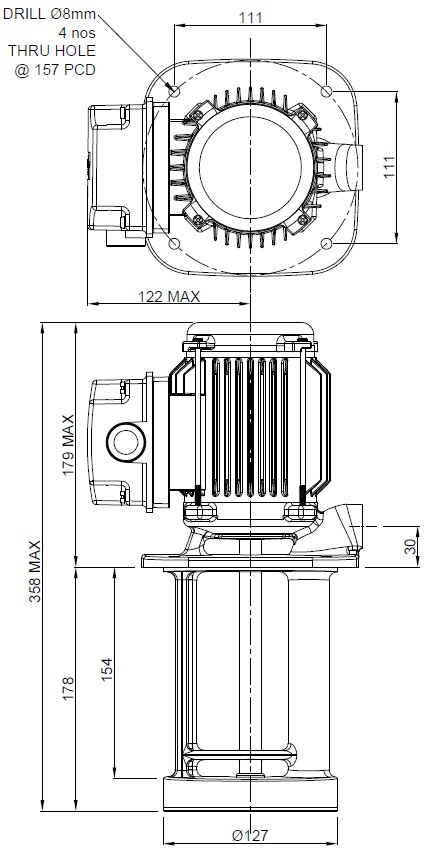 DRILL Ø8mm
4 nos
THRU HOLE
@ 157 PCD
111
111
122 MAX
179 MAX
358 MAX
30
154
178
Ø127